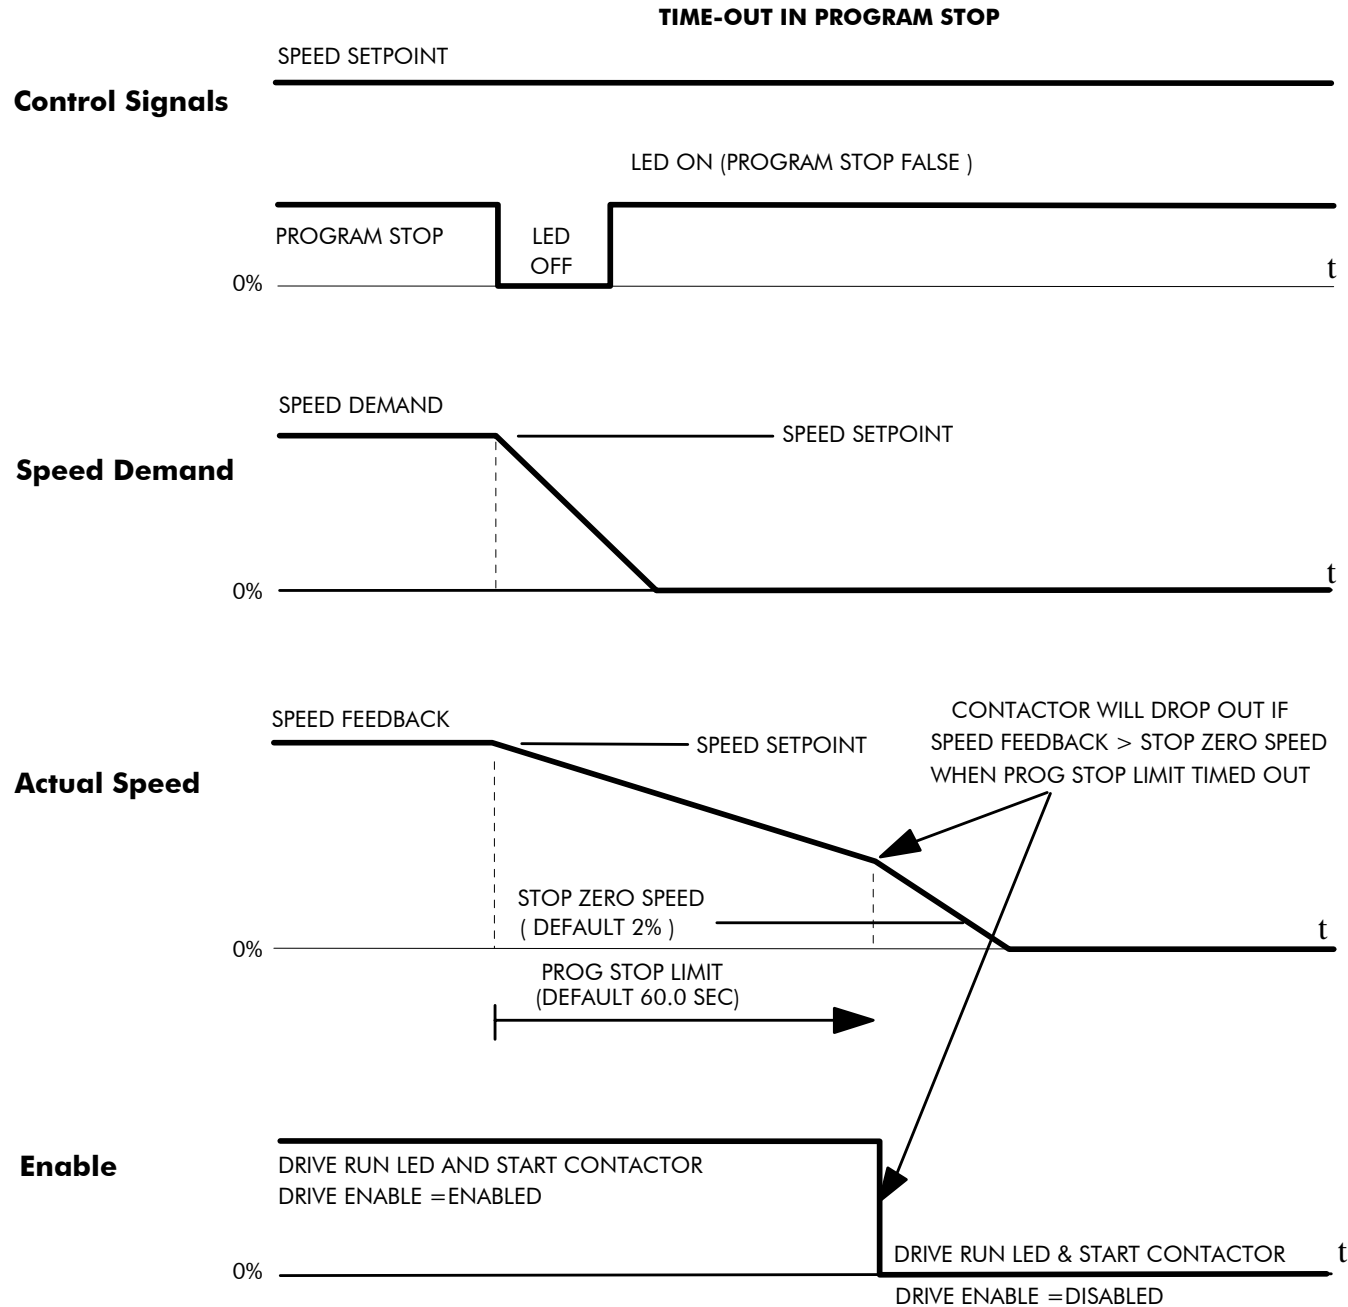 TIME-OUT IN PROGRAM STOP
SPEED SETPOINT
Control Signals
LED ON (PROGRAM STOP FALSE )
PROGRAM STOP
LED
OFF
0%
t
SPEED DEMAND
SPEED SETPOINT
Speed Demand
0%
t
SPEED FEEDBACK
SPEED SETPOINT
CONTACTOR WILL DROP OUT IF
SPEED FEEDBACK > STOP ZERO SPEED
WHEN PROG STOP LIMIT TIMED OUT
Actual Speed
STOP ZERO SPEED
( DEFAULT 2% )
0%
t
PROG STOP LIMIT
(DEFAULT 60.0 SEC)
Enable
DRIVE RUN LED AND START CONTACTOR
DRIVE ENABLE =ENABLED
0%
DRIVE RUN LED & START CONTACTOR
t
DRIVE ENABLE =DISABLED